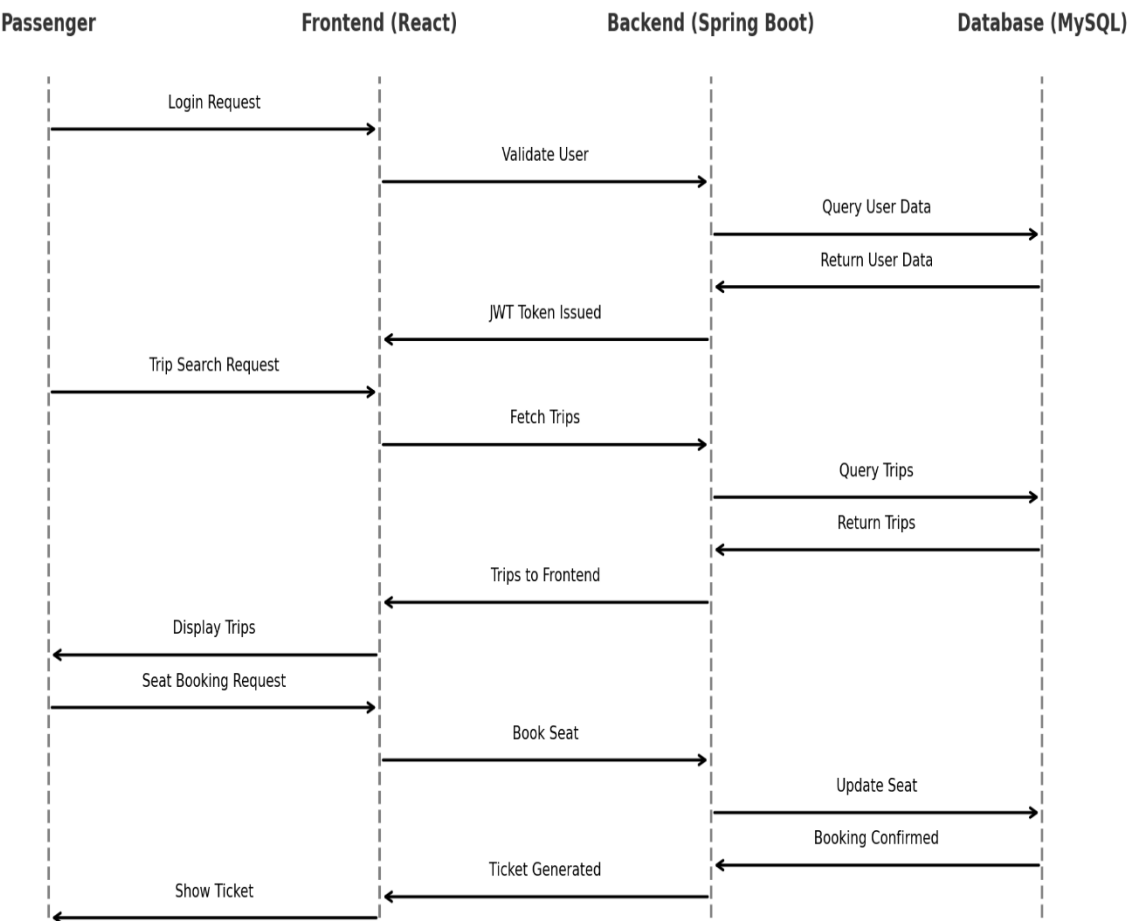 Passenger Frontend (React) Backend (Spring Boot) Database (MySQL)
Login Request
Validate User
Query User Data
Return User Data
JWT Token Issued
Trip Search Request
Fetch Trips
Query Trips
Return Trips
Trips to Frontend
Display Trips
Seat Booking Request
Book Seat
Update Seat
Booking Confirmed
Ticket Generated
Show Ticket